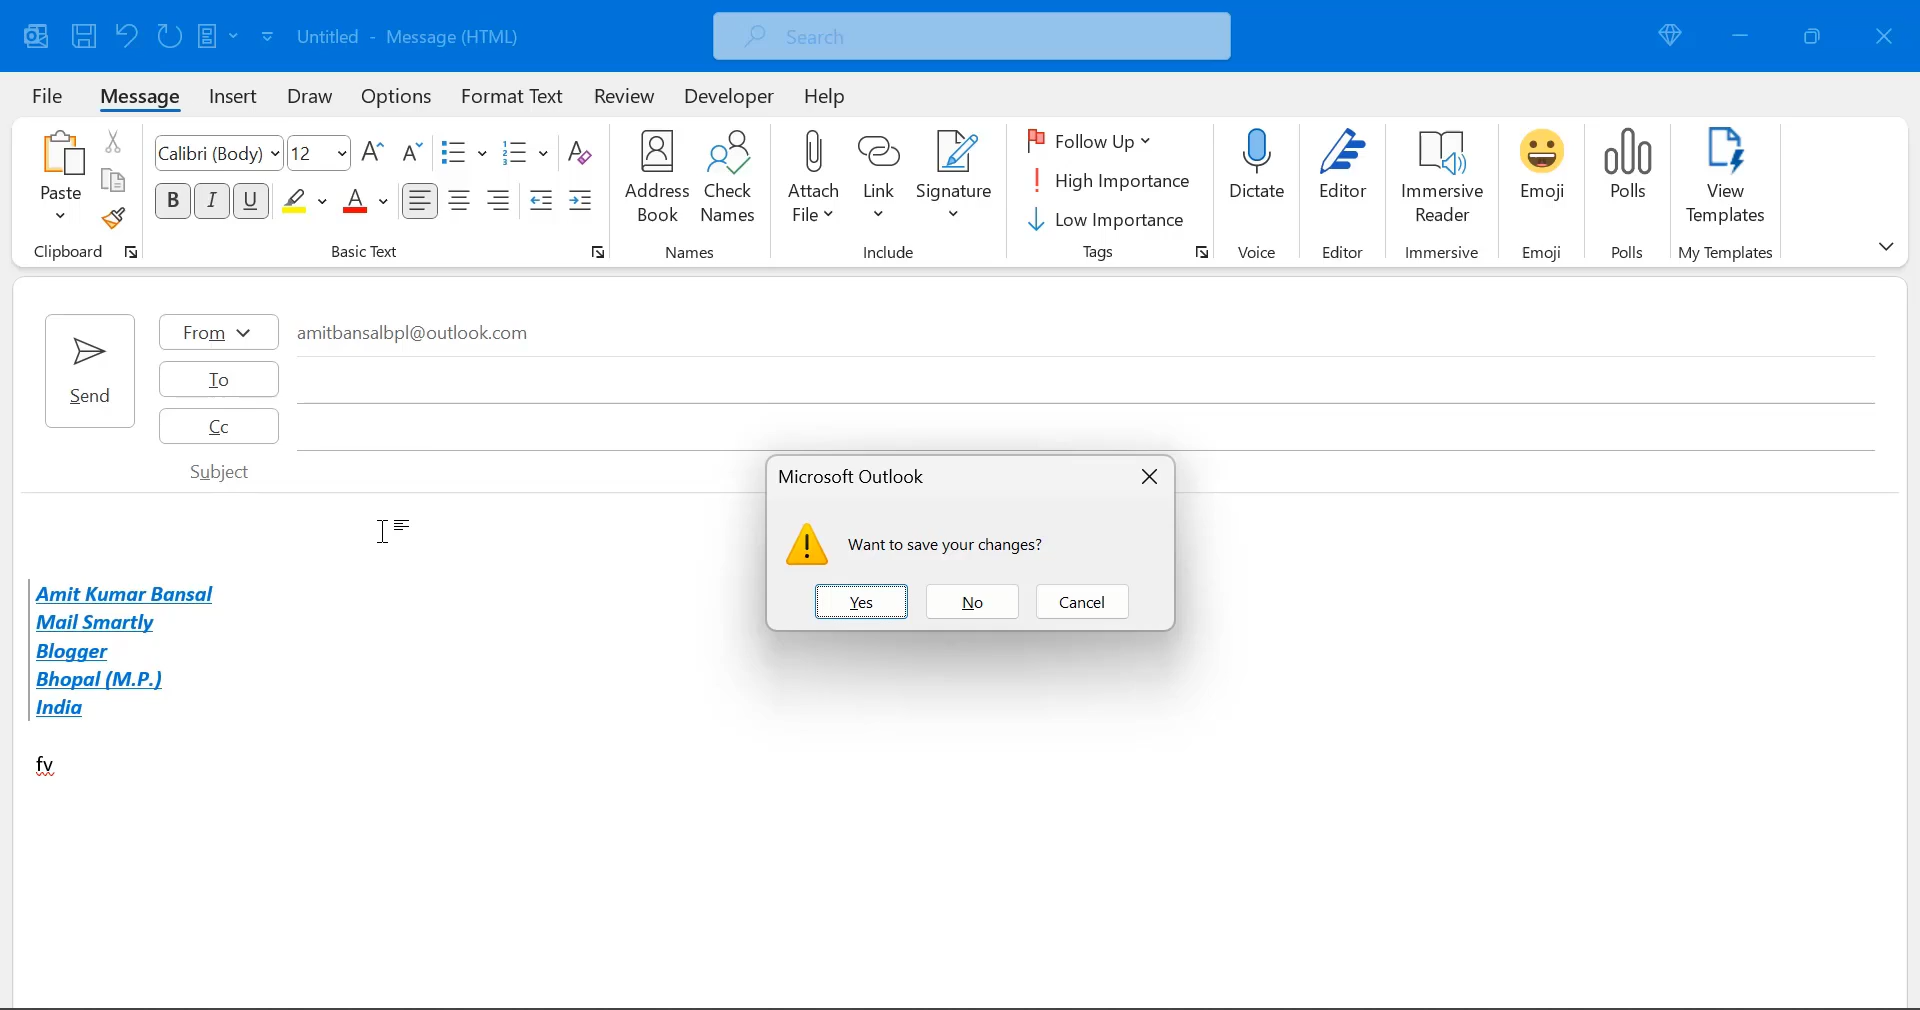 Untitled - Message (HTML)
Search
File Message Insert Draw Options Format Text Review Developer Help
Paste
Clipboard
Calibri (Body) 12
B I U
Basic Text
Address Book
Check Names
Names
Attach File
Link
Signature
Include
Follow Up
High Importance
Low Importance
Tags
Dictate
Voice
Editor
Editor
Immersive Reader
Immersive
Emoji
Emoji
Polls
Polls
View Templates
My Templates
Send
From amitbansalbpl@outlook.com
To
Cc
Subject
Microsoft Outlook
Want to save your changes?
Yes No Cancel
Amit Kumar Bansal
Mail Smartly
Blogger
Bhopal (M.P.)
India
fv